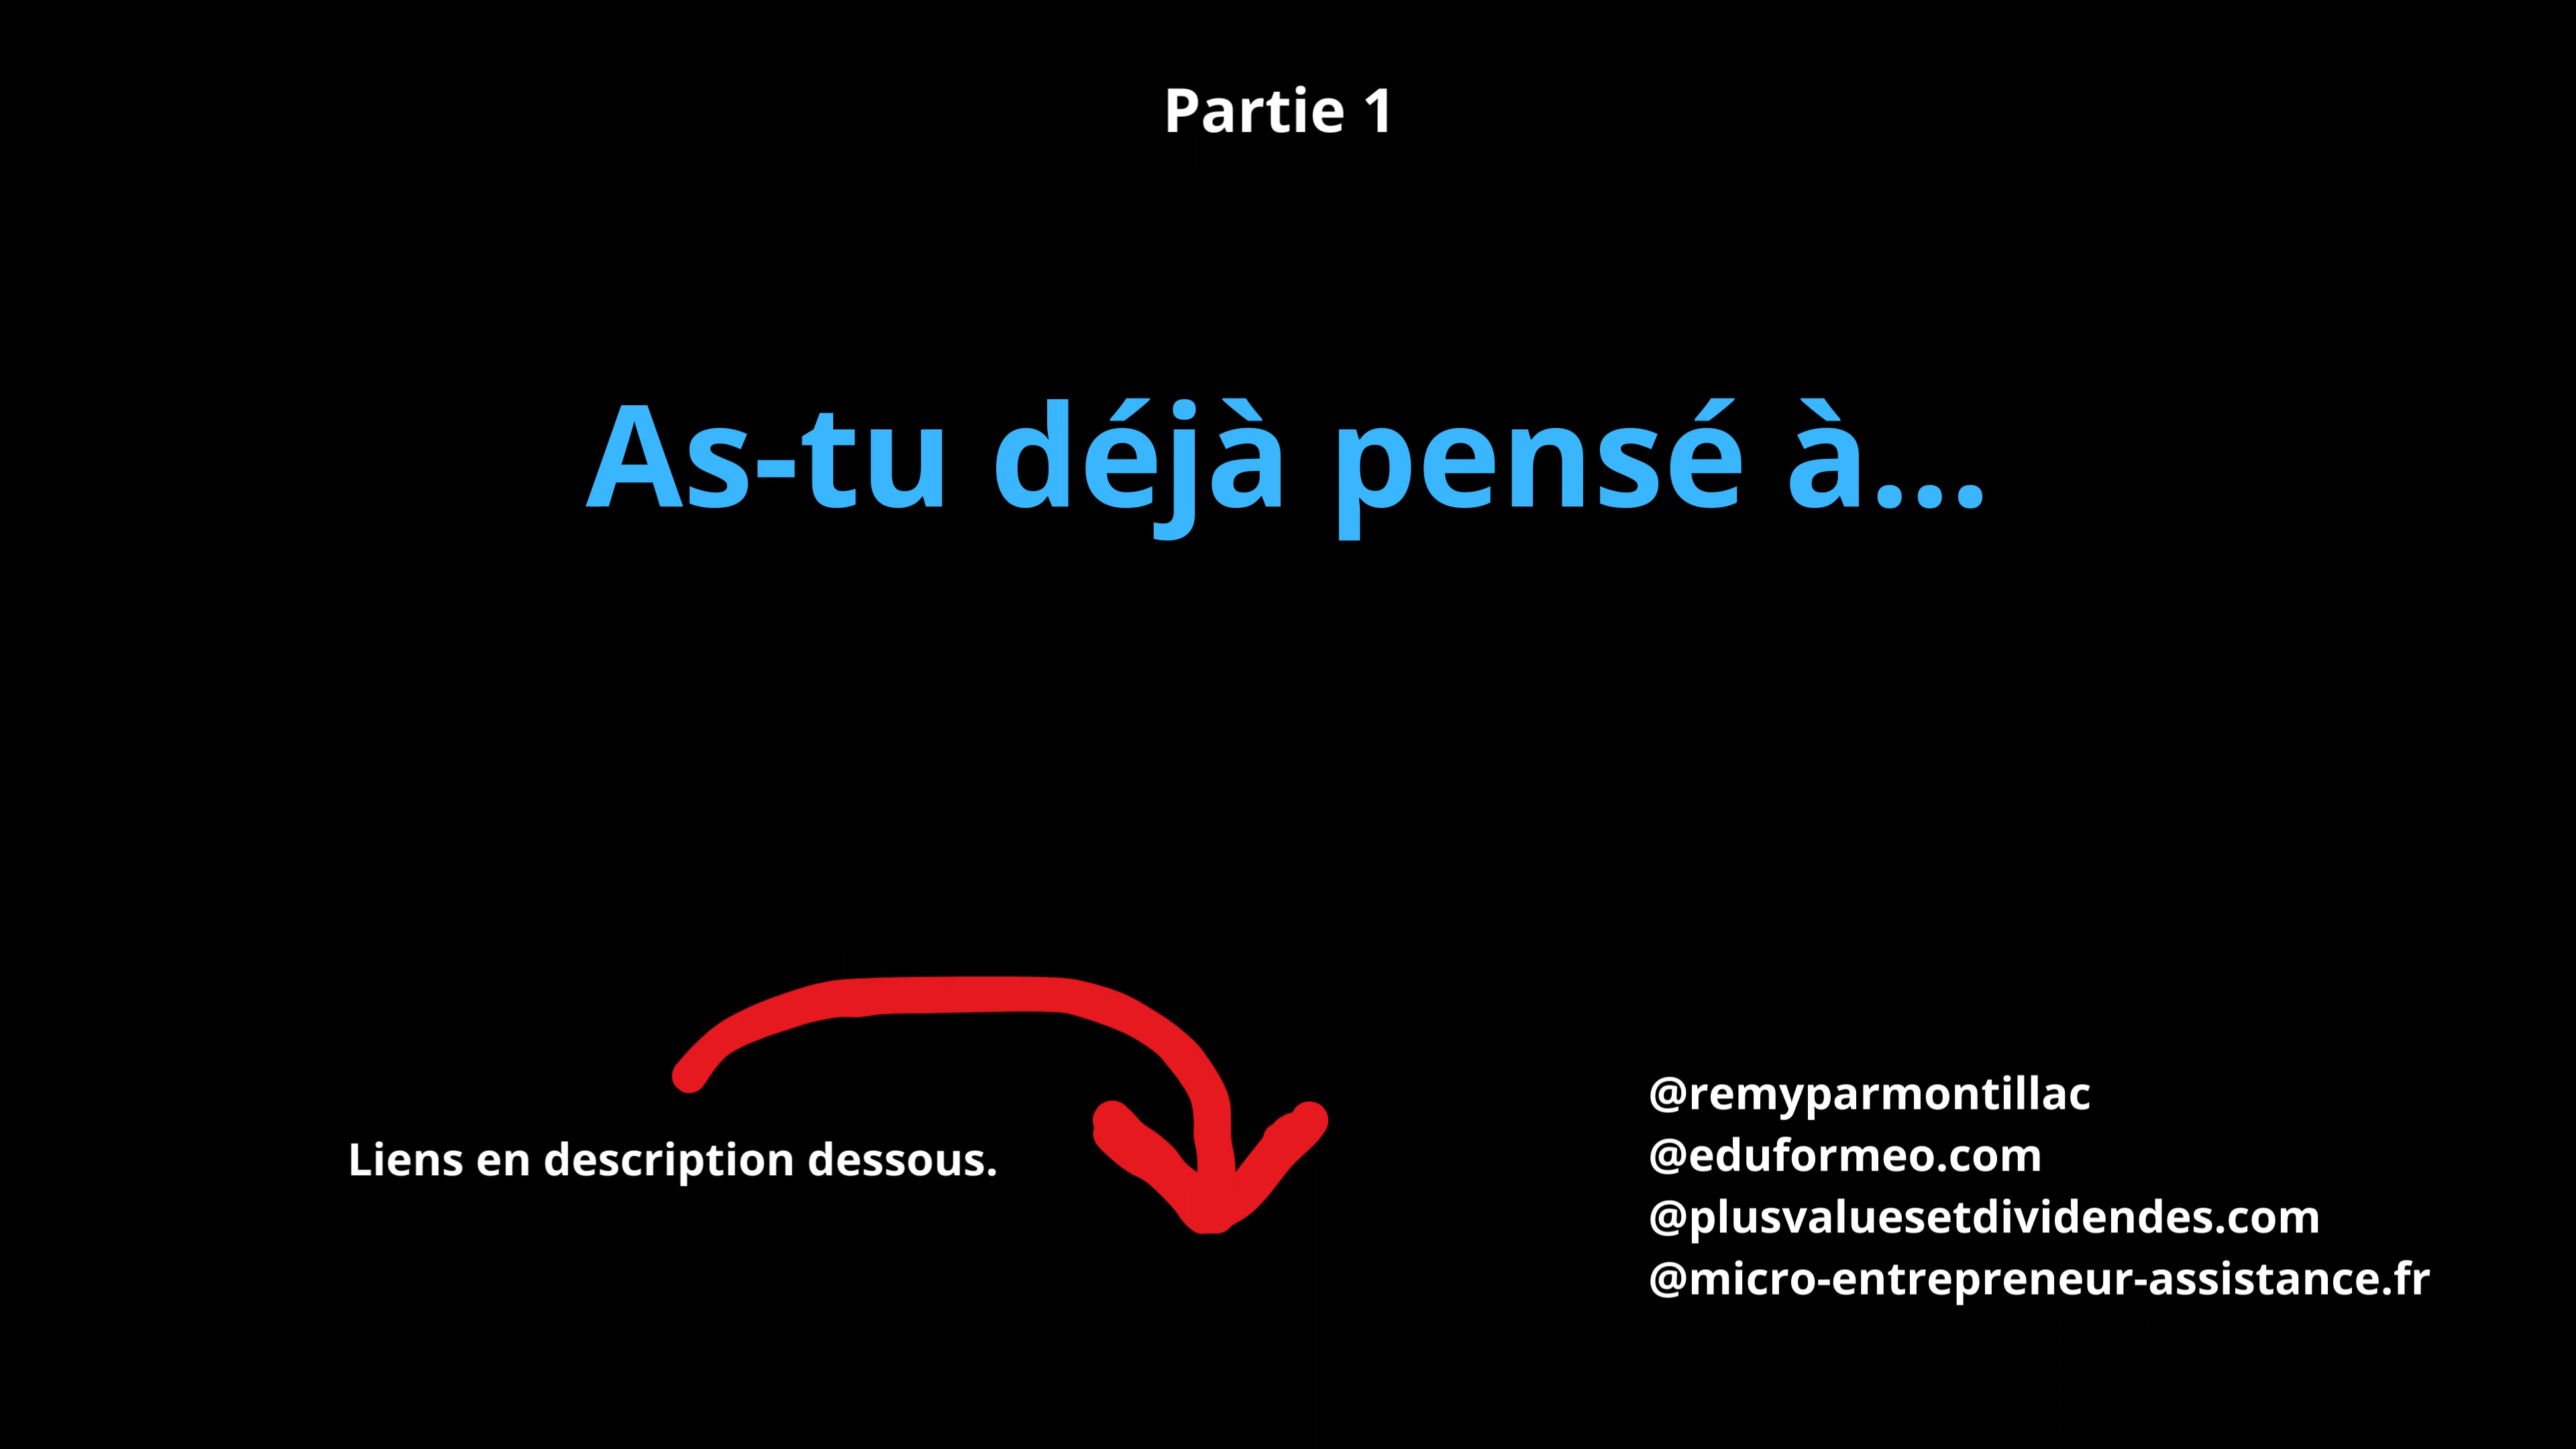 Partie 1
As-tu déjà pensé à...
Liens en description dessous.
@remyparmontillac
@eduformeo.com
@plusvaluesetdividendes.com
@micro-entrepreneur-assistance.fr